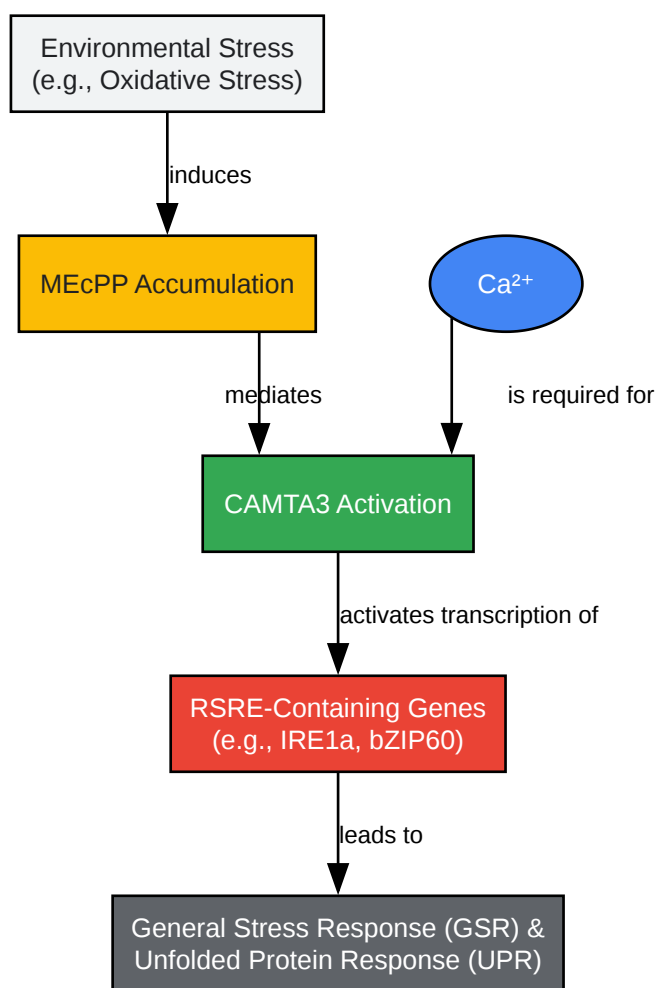 Environmental Stress
(e.g., Oxidative Stress)
induces
MEcPP Accumulation
Ca²⁺
mediates
is required for
CAMTA3 Activation
activates transcription of
RSRE-Containing Genes
(e.g., IRE1a, bZIP60)
leads to
General Stress Response (GSR) &
Unfolded Protein Response (UPR)